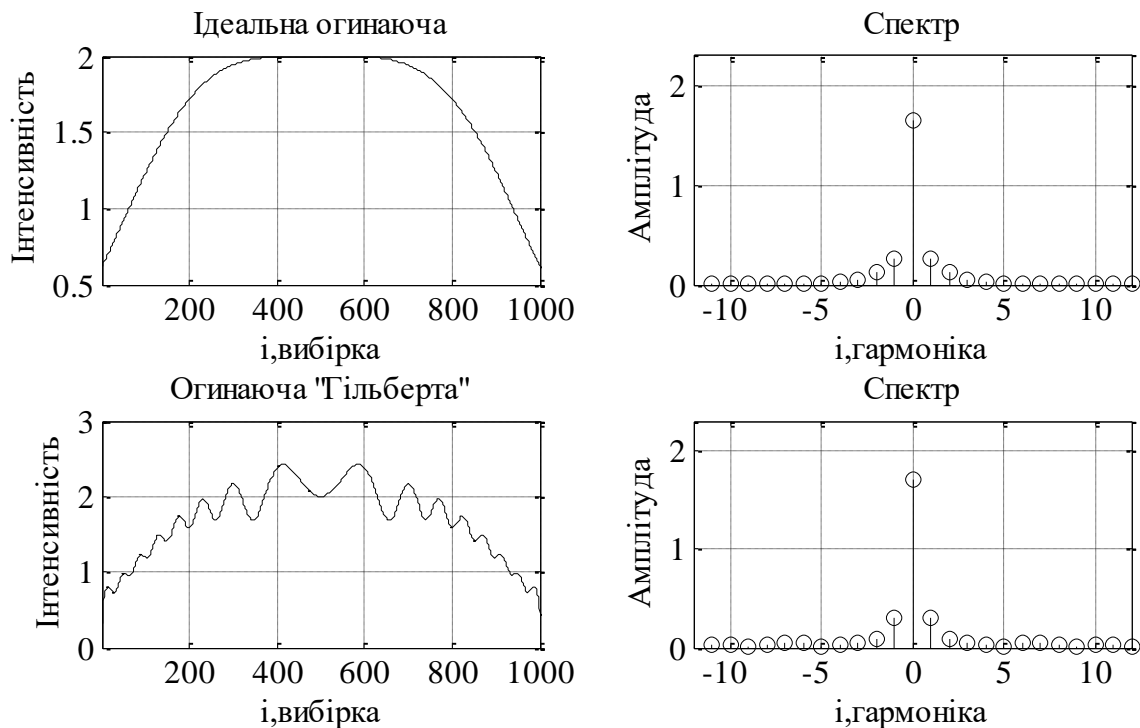 Ідеальна огинаюча
Інтенсивність
2
1.5
1
0.5
200 400 600 800 1000
i,вибірка
Спектр
Амплітуда
2
1
0
-10 -5 0 5 10
i,гармоніка
Огинаюча "Гільберта"
Інтенсивність
3
2
1
0
200 400 600 800 1000
i,вибірка
Спектр
Амплітуда
2
1
0
-10 -5 0 5 10
i,гармоніка